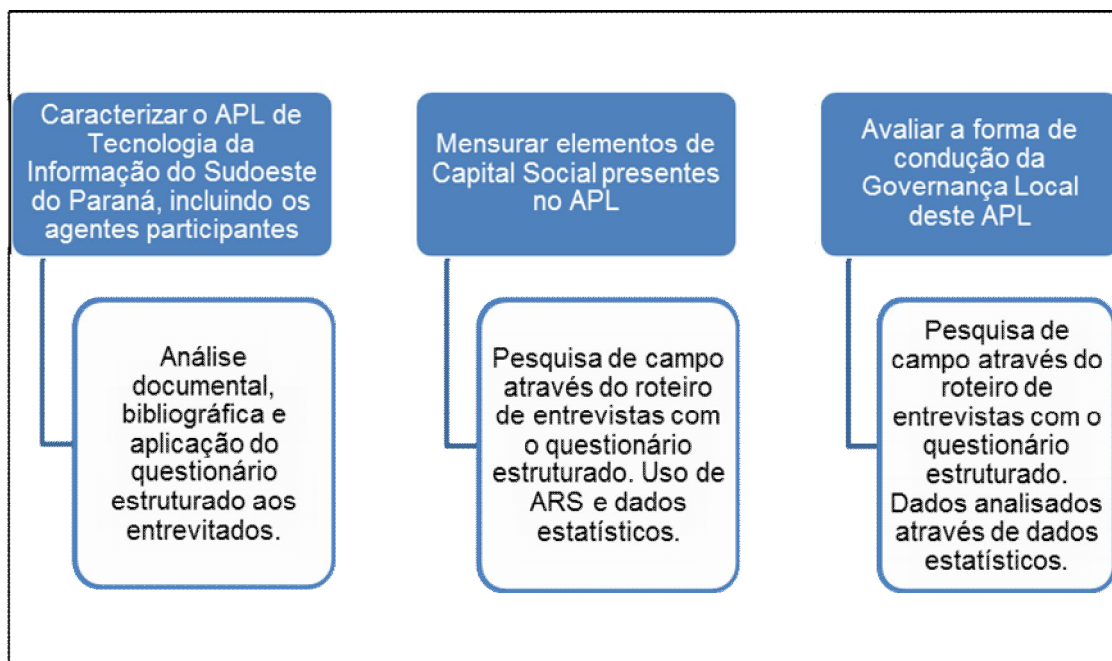 Caracterizar o APL de
Tecnologia da
Informação do Sudoeste
do Paraná, incluindo os
agentes participantes
Análise
documental,
bibliográfica e
aplicação do
questionário
estruturado aos
entrevitados.
Mensurar elementos de
Capital Social presentes
no APL
Pesquisa de campo
através do roteiro
de entrevistas com
o questionário
estruturado. Uso de
ARS e dados
estatísticos.
Avaliar a forma de
condução da
Governança Local
deste APL
Pesquisa de
campo através do
roteiro de
entrevistas com o
questionário
estruturado.
Dados analisados
através de dados
estatísticos.